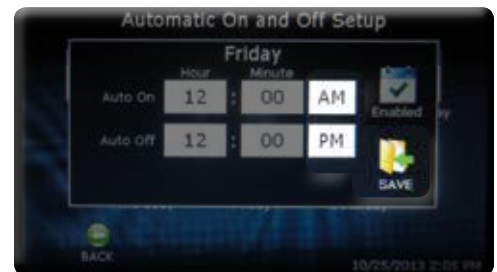 Automatic On and Off Setup
Friday
Hour Minute
Auto On 12 : 00 AM
Enabled
Auto Off 12 : 00 PM
SAVE
BACK
10/25/2013 2:05 PM